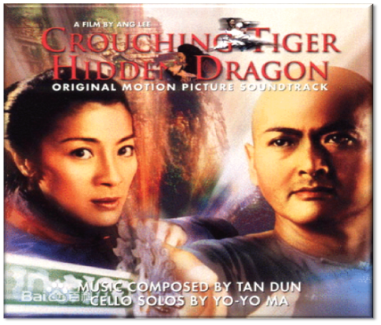 A FILM BY ANG LEE
CROUCHING TIGER
HIDDEN DRAGON
ORIGINAL MOTION PICTURE SOUNDTRACK
MUSIC COMPOSED BY TAN DUN
CELLO SOLOS BY YO-YO MA